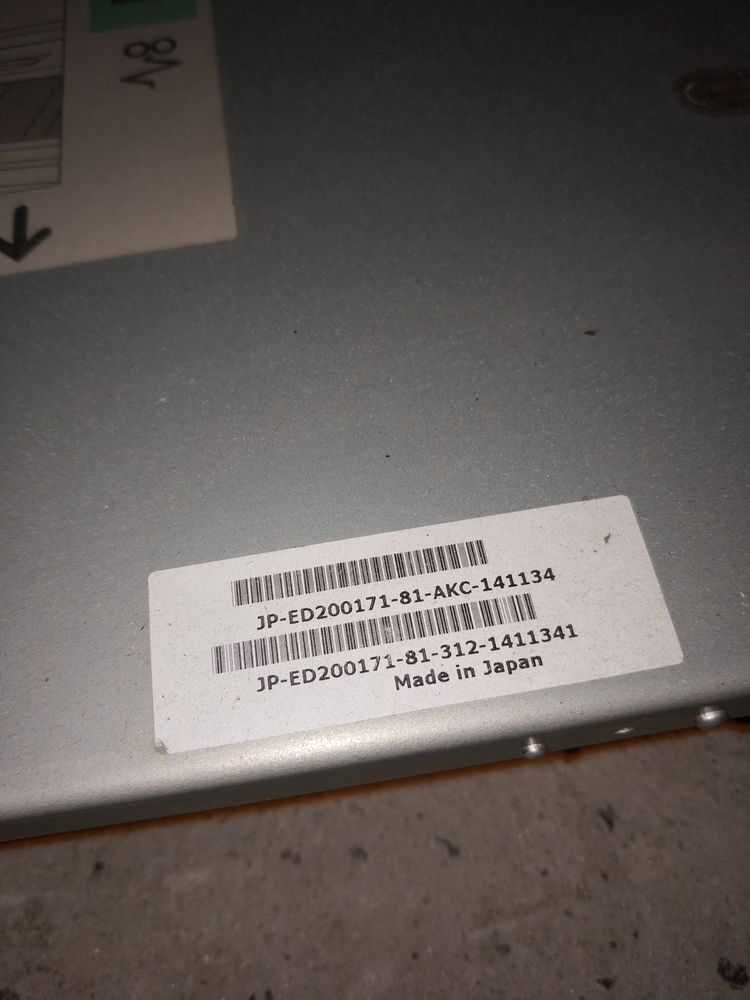 JP-ED200171-81-AKC-141134
JP-ED200171-81-312-1411341
Made in Japan